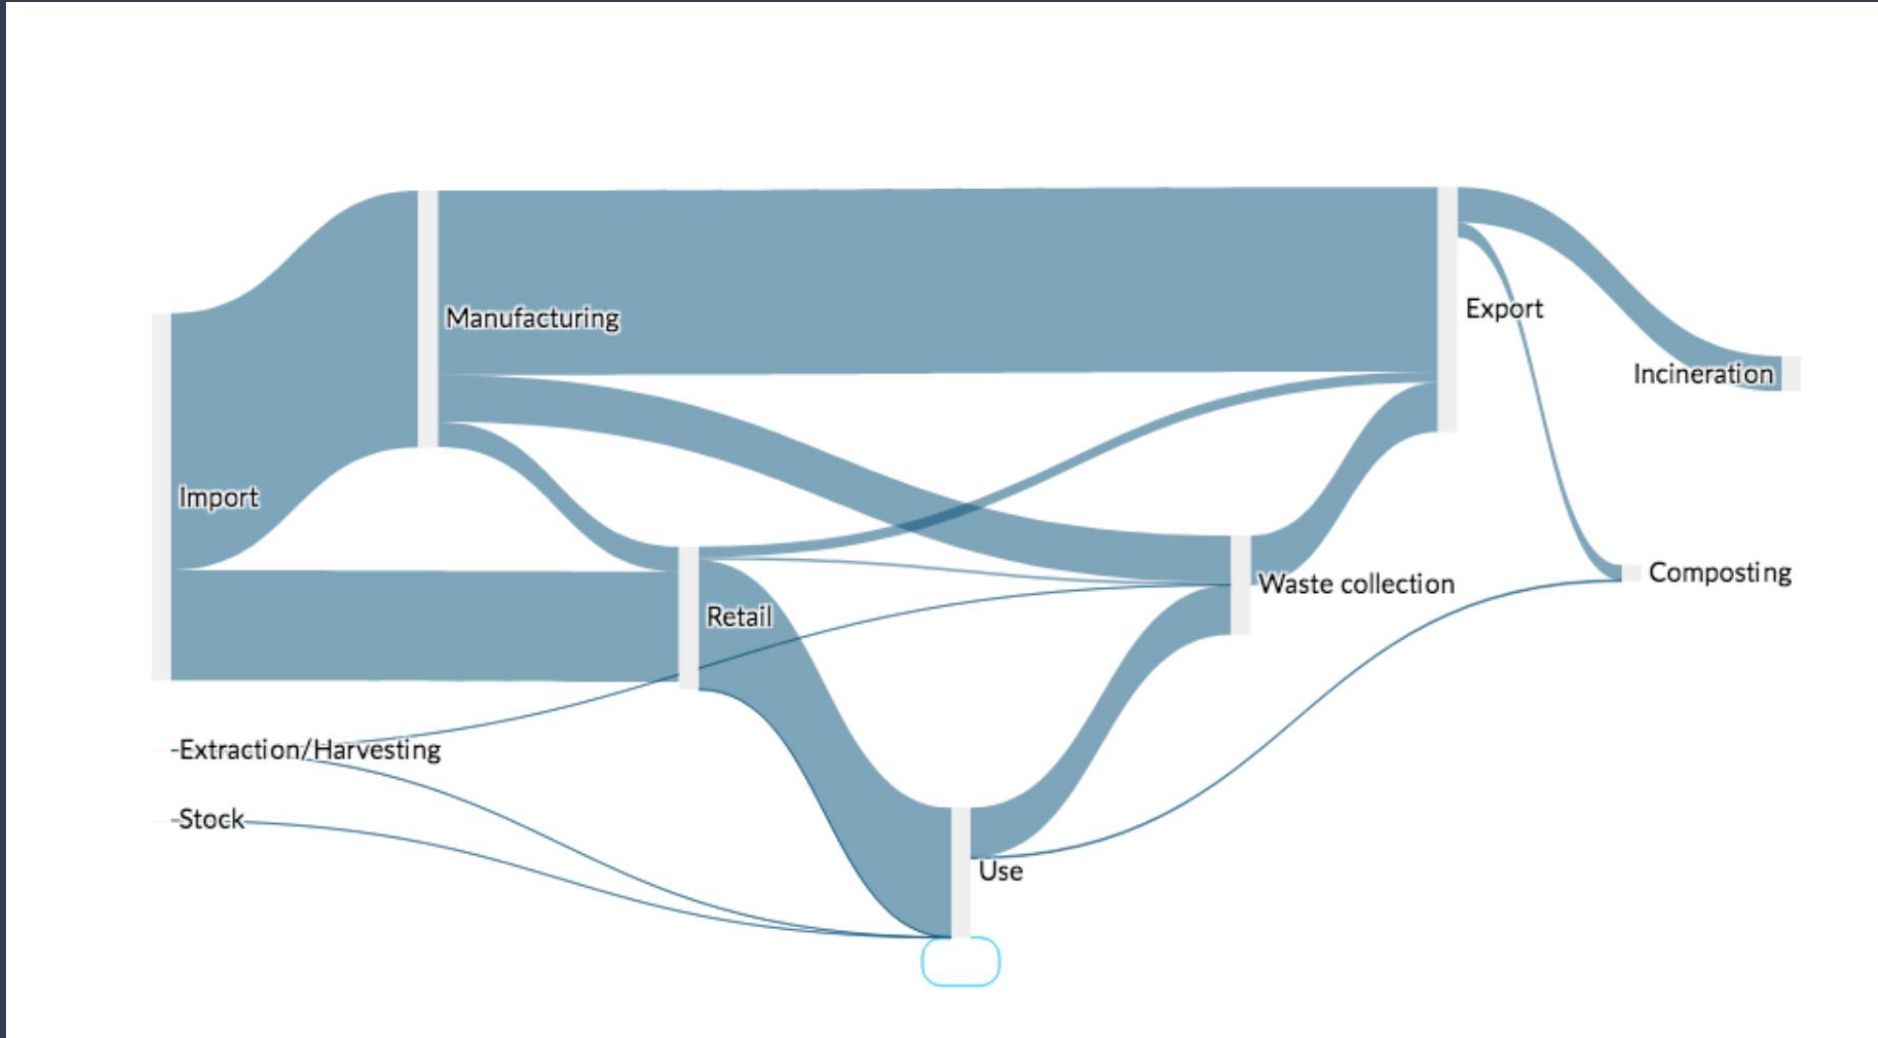 Manufacturing
Export
Incineration
Import
Composting
Waste collection
Retail
Extraction/Harvesting
Stock
Use